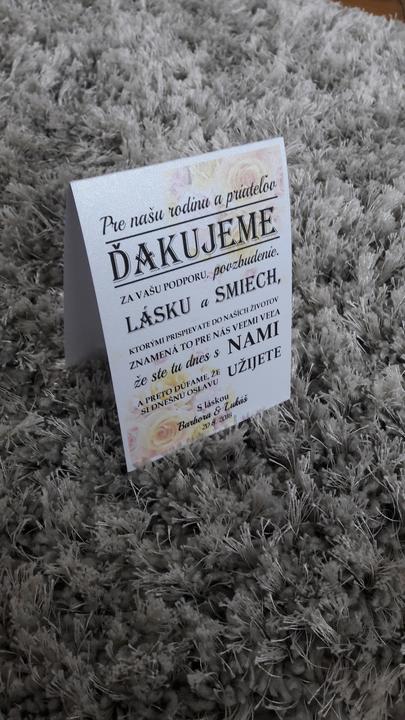 Pre našu rodinu a priateľov
ĎAKUJEME
ZA VAŠU PODPORU, povzbudenie,
LÁSKU a SMIECH,
KTORÝMI PRISPIEVATE DO NAŠICH ŽIVOTOV
ZNAMENÁ TO PRE NÁS VEĽMI VEĽA
že ste tu dnes s NAMI
A PRETO DÚFAME, ŽE
SI DNEŠNÚ OSLAVU UŽIJETE
S láskou
Barbora & Lukáš